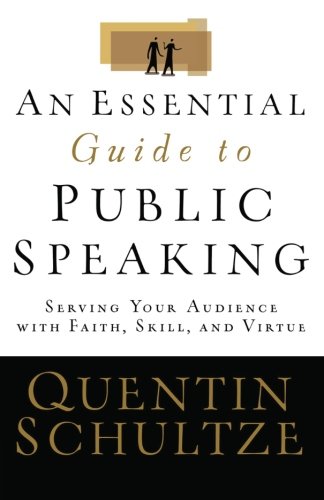 AN ESSENTIAL
Guide to
PUBLIC
SPEAKING
SERVING YOUR AUDIENCE
WITH FAITH, SKILL, AND VIRTUE
QUENTIN
SCHULTZE